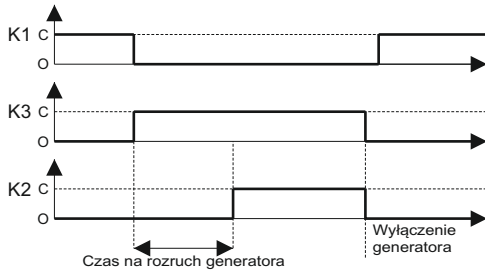 K1 C
O
K3 C
O
K2 C
O
Czas na rozruch generatora
Wyłączenie
generatora